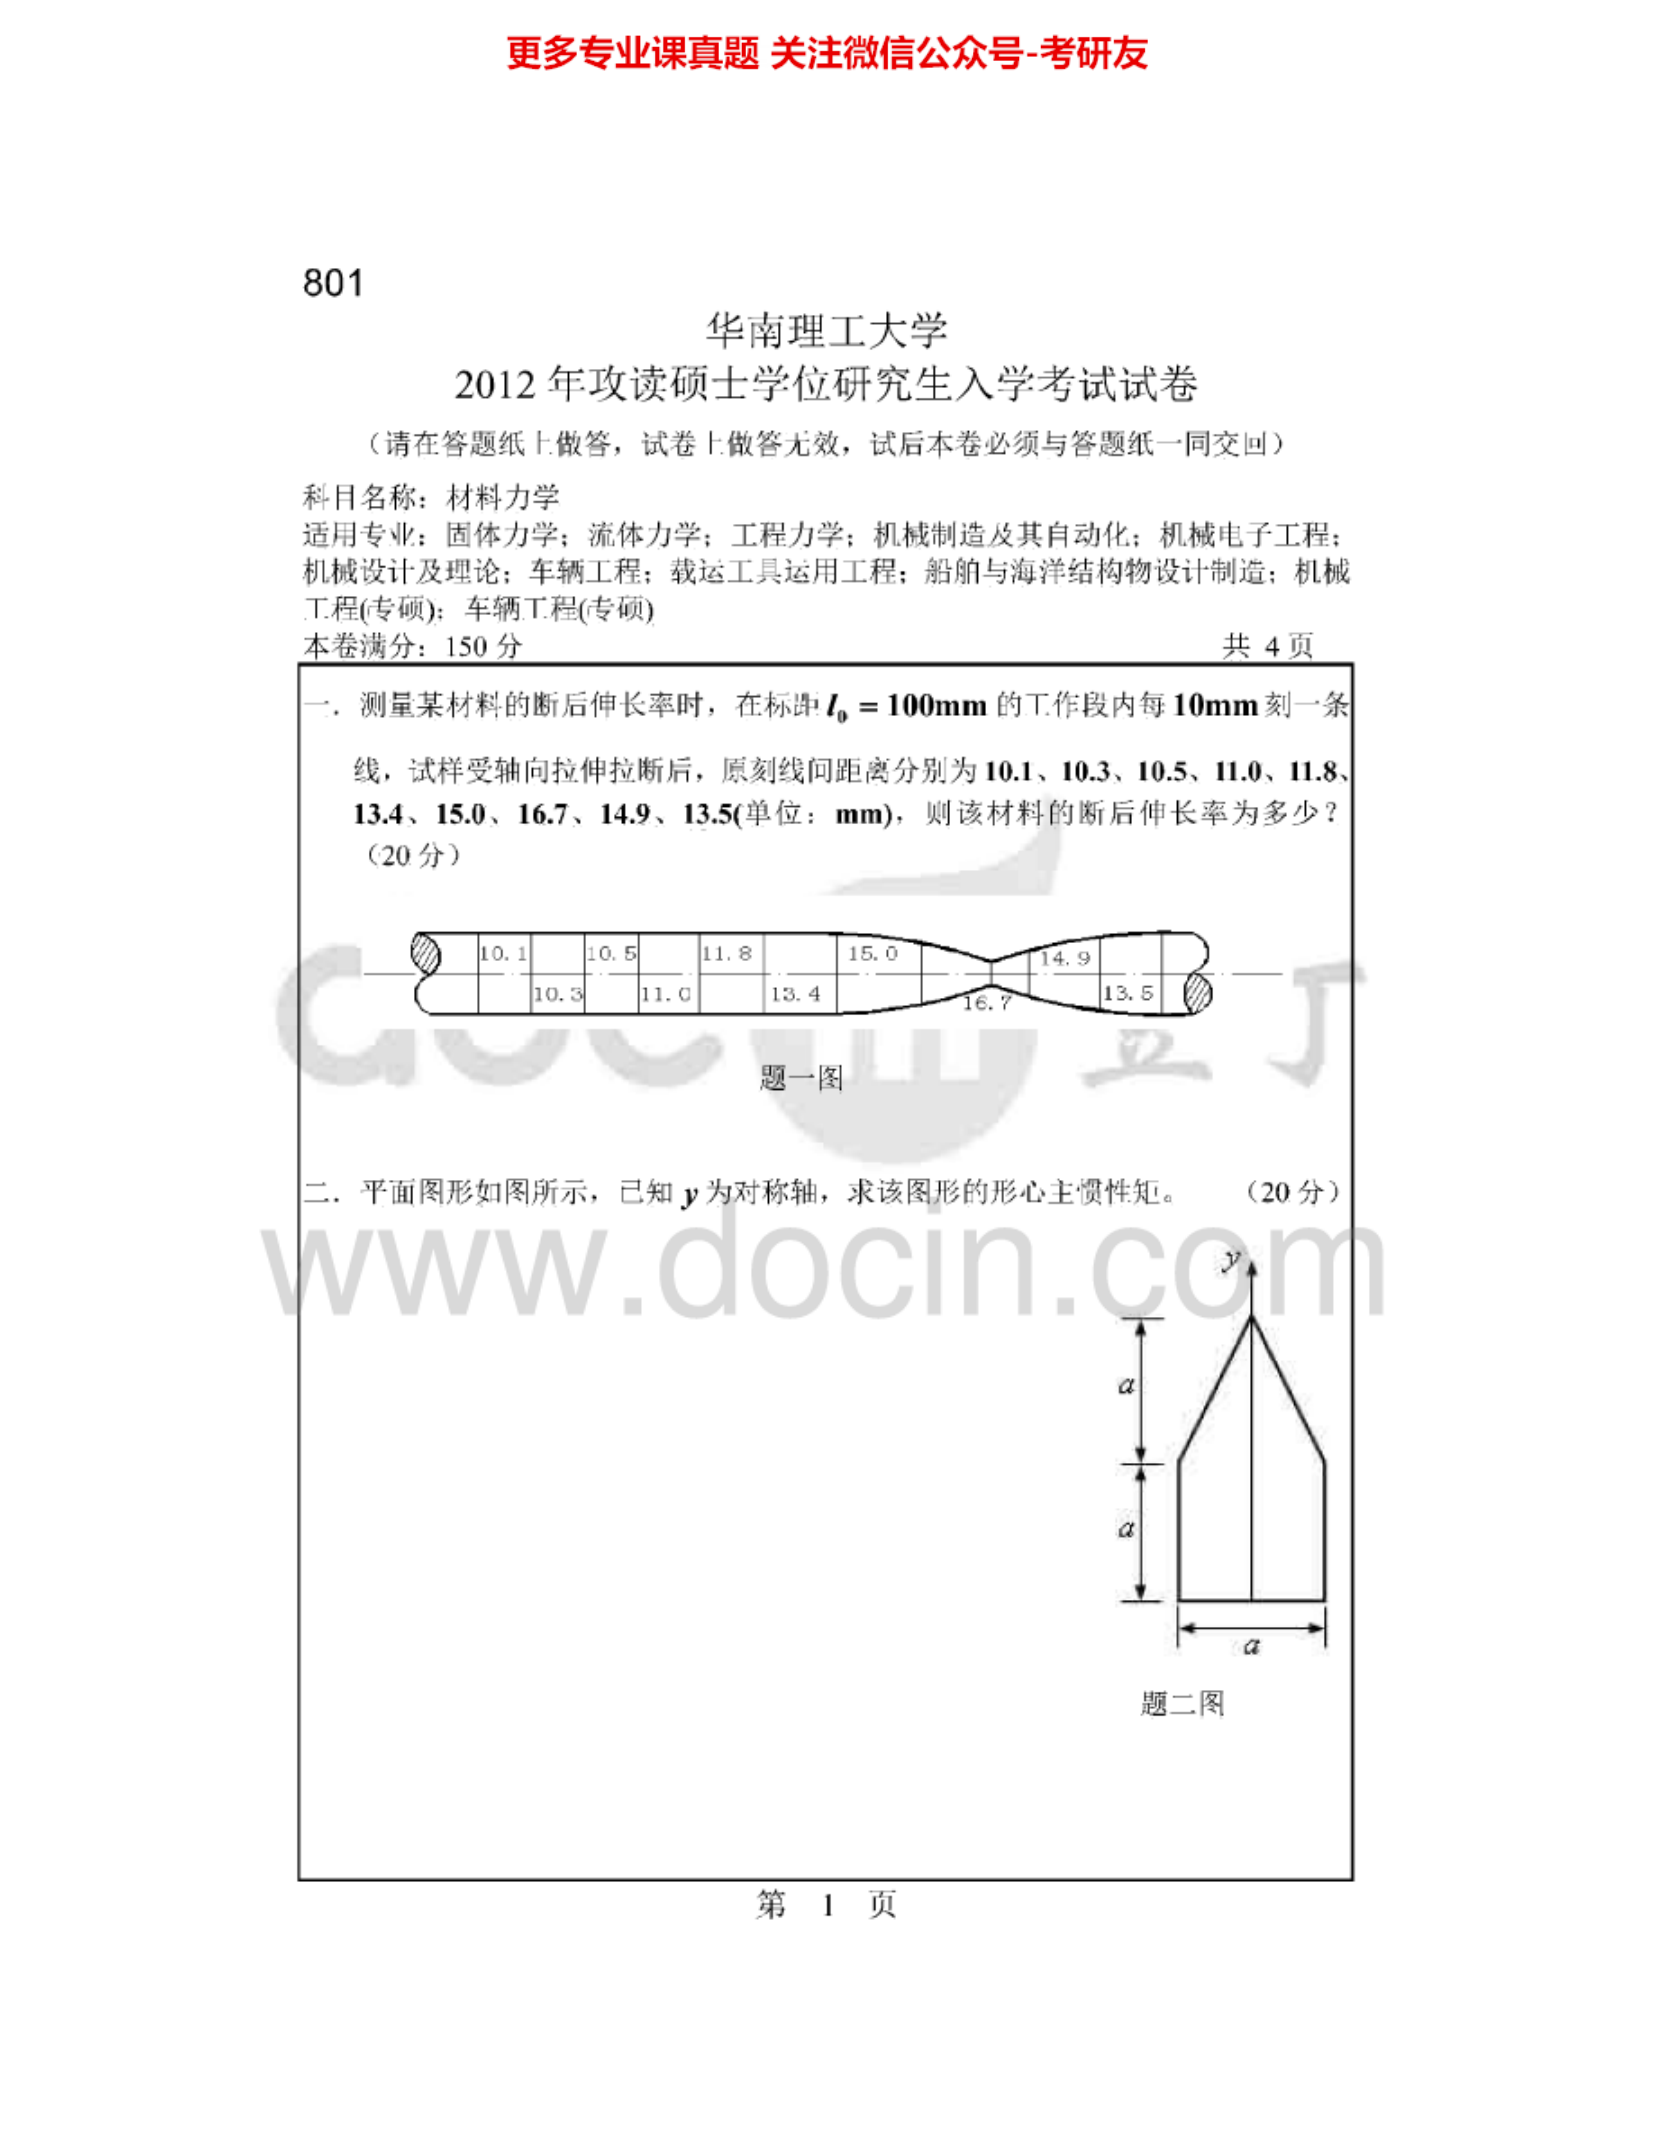 更多专业课真题 关注微信公众号-考研友
801
华南理工大学
2012 年攻读硕士学位研究生入学考试试卷
（请在答题纸上做答，试卷上做答无效，试后本卷必须与答题纸一同交回）
科目名称：材料力学
适用专业：固体力学；流体力学；工程力学；机械制造及其自动化；机械电子工程；
机械设计及理论；车辆工程；载运工具运用工程；船舶与海洋结构物设计制造；机械
工程(专硕)；车辆工程(专硕)
本卷满分：150 分 共 4 页
一．测量某材料的断后伸长率时，在标距 l₀ = 100mm 的工作段内每 10mm 刻一条
线，试样受轴向拉伸拉断后，原刻线间距离分别为 10.1、10.3、10.5、11.0、11.8、
13.4、15.0、16.7、14.9、13.5(单位：mm)，则该材料的断后伸长率为多少？
（20 分）
10.1 10.5 11.8 15.0 14.9
10.3 11.0 13.4 16.7 13.5
docin 豆丁
题一图
二．平面图形如图所示，已知 y 为对称轴，求该图形的形心主惯性矩。 （20 分）
www.docin.com
y
a
a
a
题二图
第 1 页